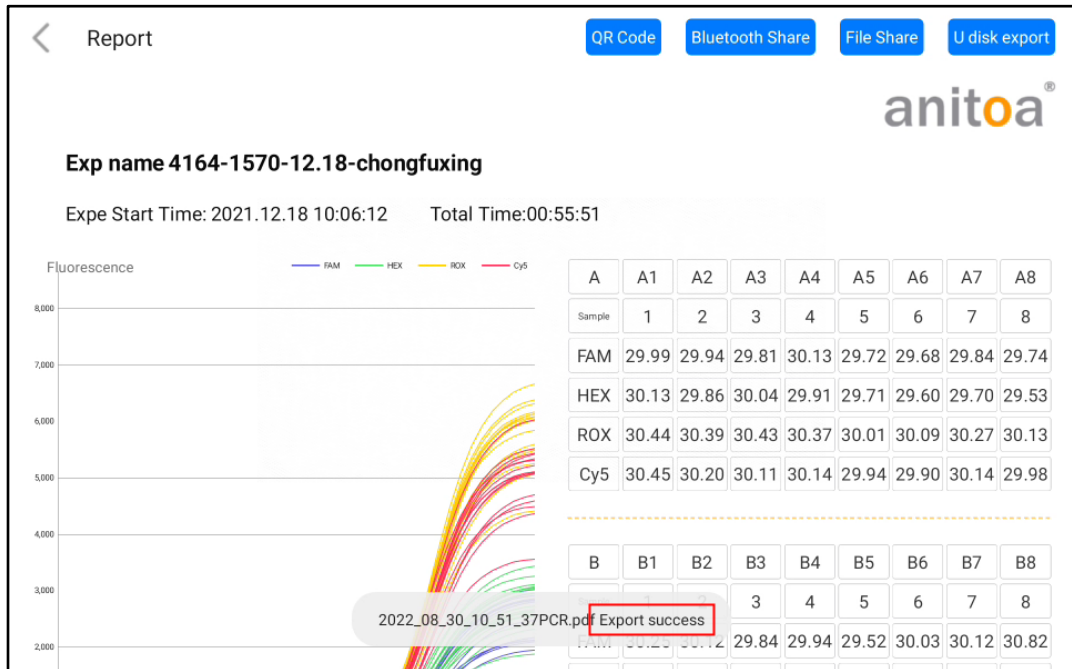 Report
QR Code
Bluetooth Share
File Share
U disk export
anitoa®
Exp name 4164-1570-12.18-chongfuxing
Expe Start Time: 2021.12.18 10:06:12 Total Time:00:55:51
Fluorescence
FAM HEX ROX Cy5
8,000
7,000
6,000
5,000
4,000
3,000
2,000
A A1 A2 A3 A4 A5 A6 A7 A8
Sample 1 2 3 4 5 6 7 8
FAM 29.99 29.94 29.81 30.13 29.72 29.68 29.84 29.74
HEX 30.13 29.86 30.04 29.91 29.71 29.60 29.70 29.53
ROX 30.44 30.39 30.43 30.37 30.01 30.09 30.27 30.13
Cy5 30.45 30.20 30.11 30.14 29.94 29.90 30.14 29.98
B B1 B2 B3 B4 B5 B6 B7 B8
Sample 1 2 3 4 5 6 7 8
FAM 30.25 30.12 29.84 29.94 29.52 30.03 30.12 30.82
2022_08_30_10_51_37PCR.pdf Export success